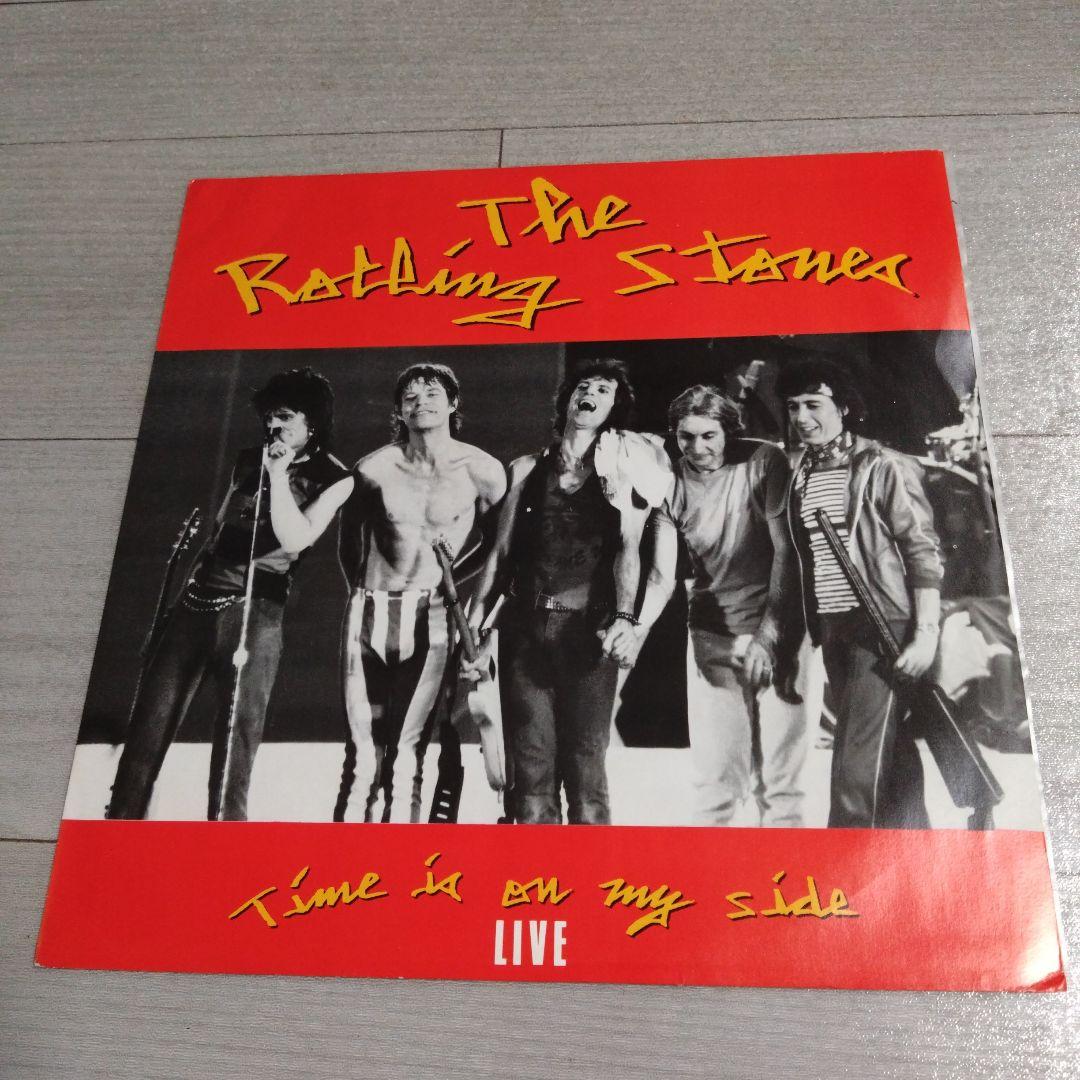 The
Rolling Stones
Time is on my side
LIVE